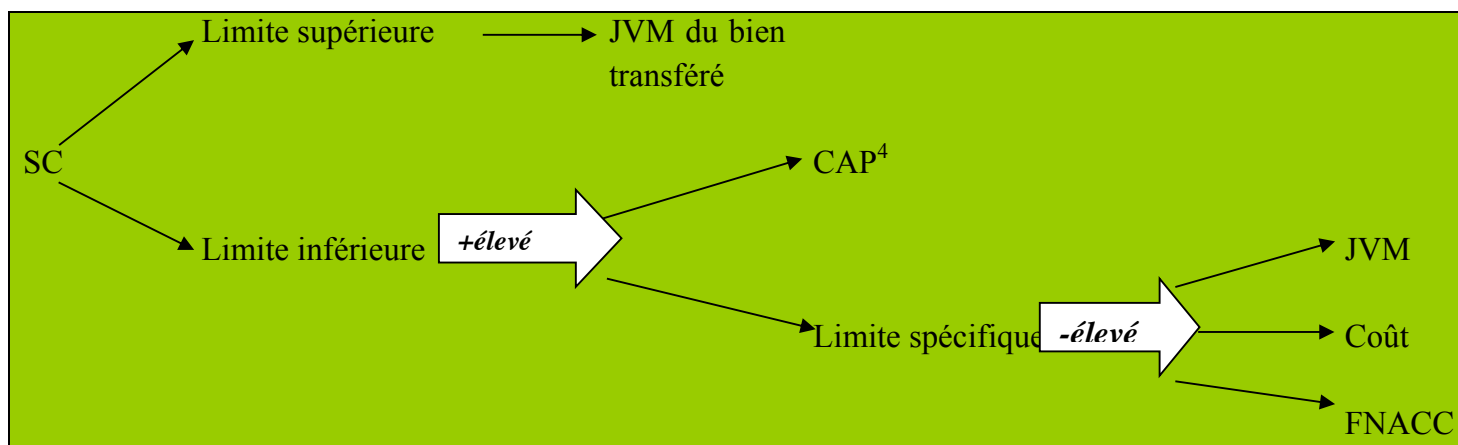 Limite supérieure JVM du bien
transféré
SC CAP⁴
Limite inférieure +élevé JVM
Limite spécifique -élevé Coût
FNACC